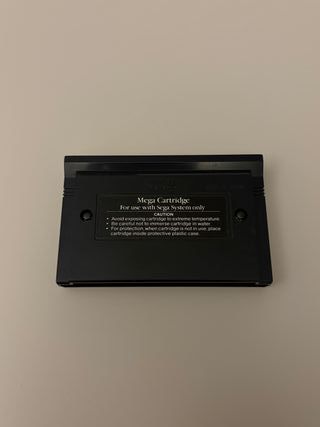 Mega Cartridge
For use with Sega System only
CAUTION
• Avoid exposing cartridge to extreme temperature.
• Be careful not to immerse cartridge in water.
• For protection, when cartridge is not in use, place
cartridge inside protective plastic case.